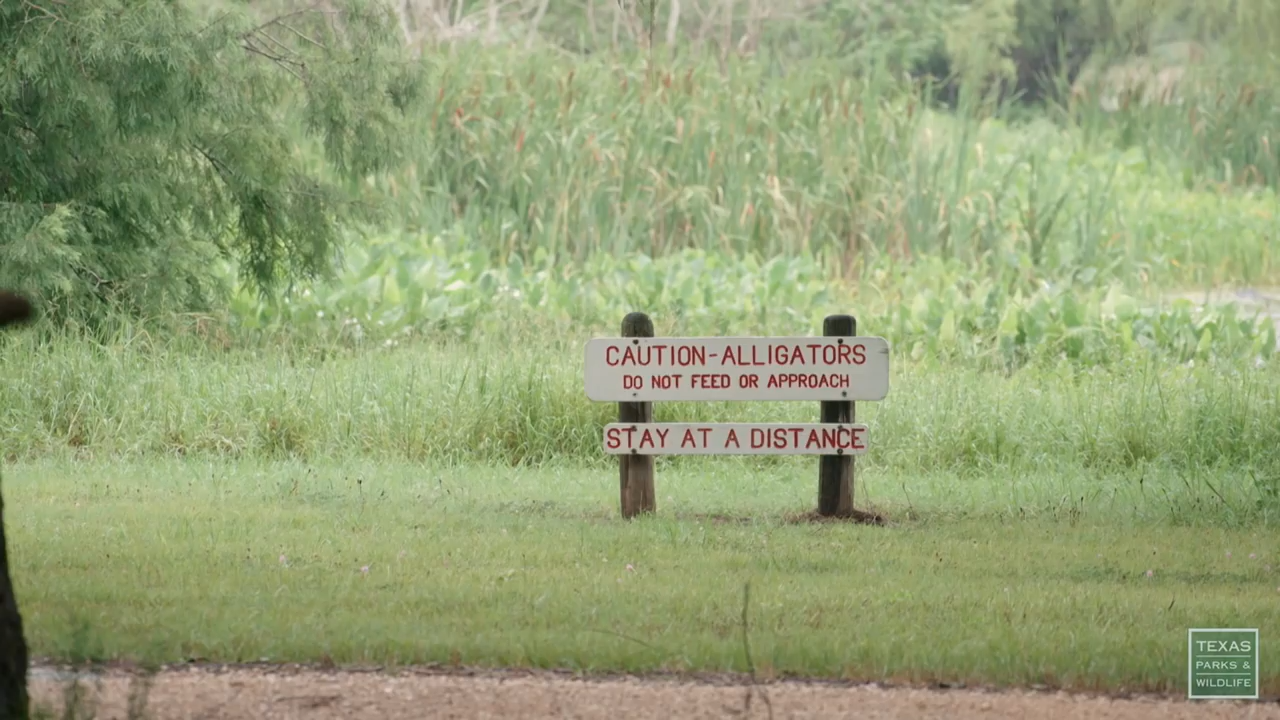 CAUTION-ALLIGATORS
DO NOT FEED OR APPROACH
STAY AT A DISTANCE
TEXAS
PARKS &
WILDLIFE